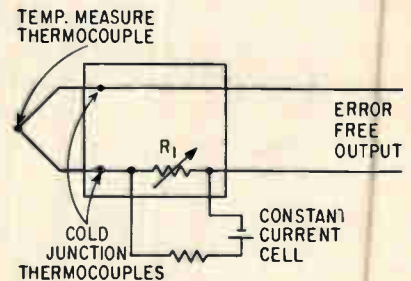 TEMP. MEASURE
THERMOCOUPLE
R1
ERROR
FREE
OUTPUT
COLD
JUNCTION
THERMOCOUPLES
CONSTANT
CURRENT
CELL